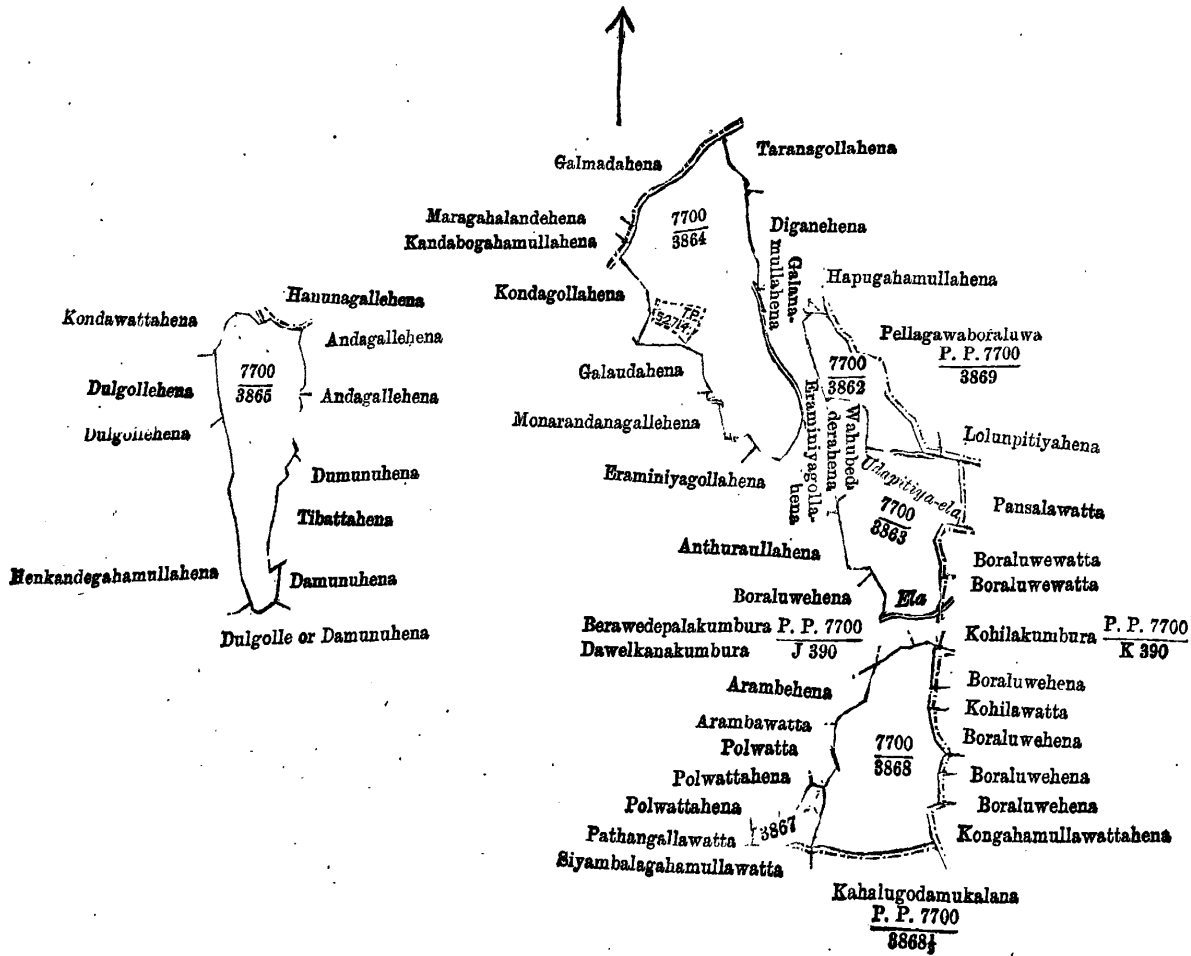 Galmadahena
Taranagollahena
Maragahalandehena
Kandabogahamullahena
7700
3864
Diganehena
Galana-
mullahena
Kondagollahena
T.P.
Hapugahamullahena
Hanunagallehena
Kondawattahena
Andagallehena
Pellagawaboraluwa
P. P. 7700
3869
7700
3862
Galaudahena
7700
3865
Dulgollehena
Andagallehena
Monarandanagallehena
Eraminiyagolla-
hena
Wahubed
derahena
Dulgollehena
Lolunpitiyahena
Dumunuhena
Eraminiyagollahena
Udapitiya-ela
7700
3863
Pansalawatta
Tibattahena
Anthuraullahena
Boraluwewatta
Boraluwewatta
Henkandegahamullahena
Damunuhena
Boraluwehena
Ela
Dulgolle or Damunuhena
Berawedepalakumbura P. P. 7700
Dawelkanakumbura J 390
Kohilakumbura P. P. 7700
K 390
Arambehena
Boraluwehena
Arambawatta
Kohilawatta
Polwatta
7700
3868
Boraluwehena
Polwattahena
Boraluwehena
Polwattahena
Boraluwehena
3867
Pathangallawatta
Kongahamullawattahena
Siyambalagahamullawatta
Kahalugodamukalana
P. P. 7700
3868½